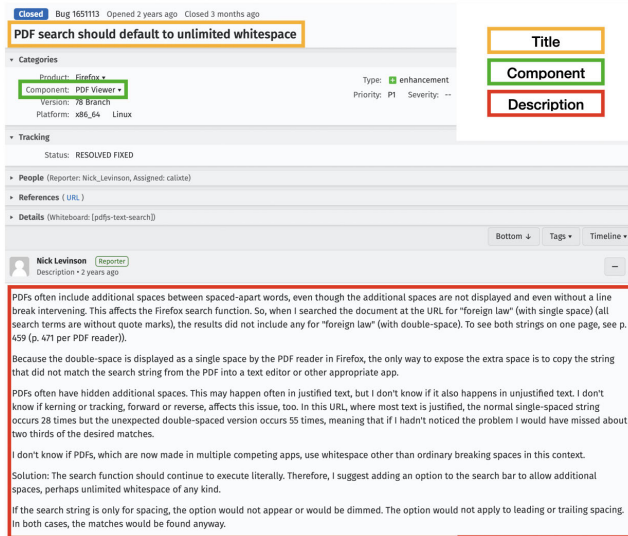 Closed Bug 1651113 Opened 2 years ago Closed 3 months ago
PDF search should default to unlimited whitespace
Title
Component
Description
▾ Categories
Product: Firefox ▾
Component: PDF Viewer ▾
Version: 78 Branch
Platform: x86_64 Linux
Type: enhancement
Priority: P1 Severity: --
▾ Tracking
Status: RESOLVED FIXED
▸ People (Reporter: Nick_Levinson, Assigned: calixte)
▸ References ( URL )
▸ Details (Whiteboard: [pdfjs-text-search])
Bottom ↓ Tags ▾ Timeline ▾
Nick Levinson Reporter
Description • 2 years ago
PDFs often include additional spaces between spaced-apart words, even though the additional spaces are not displayed and even without a line
break intervening. This affects the Firefox search function. So, when I searched the document at the URL for "foreign law" (with single space) (all
search terms are without quote marks), the results did not include any for "foreign law" (with double-space). To see both strings on one page, see p.
459 (p. 471 per PDF reader)).
Because the double-space is displayed as a single space by the PDF reader in Firefox, the only way to expose the extra space is to copy the string
that did not match the search string from the PDF into a text editor or other appropriate app.
PDFs often have hidden additional spaces. This may happen often in justified text, but I don't know if it also happens in unjustified text. I don't
know if kerning or tracking, forward or reverse, affects this issue, too. In this URL, where most text is justified, the normal single-spaced string
occurs 28 times but the unexpected double-spaced version occurs 55 times, meaning that if I hadn't noticed the problem I would have missed about
two thirds of the desired matches.
I don't know if PDFs, which are now made in multiple competing apps, use whitespace other than ordinary breaking spaces in this context.
Solution: The search function should continue to execute literally. Therefore, I suggest adding an option to the search bar to allow additional
spaces, perhaps unlimited whitespace of any kind.
If the search string is only for spacing, the option would not appear or would be dimmed. The option would not apply to leading or trailing spacing.
In both cases, the matches would be found anyway.